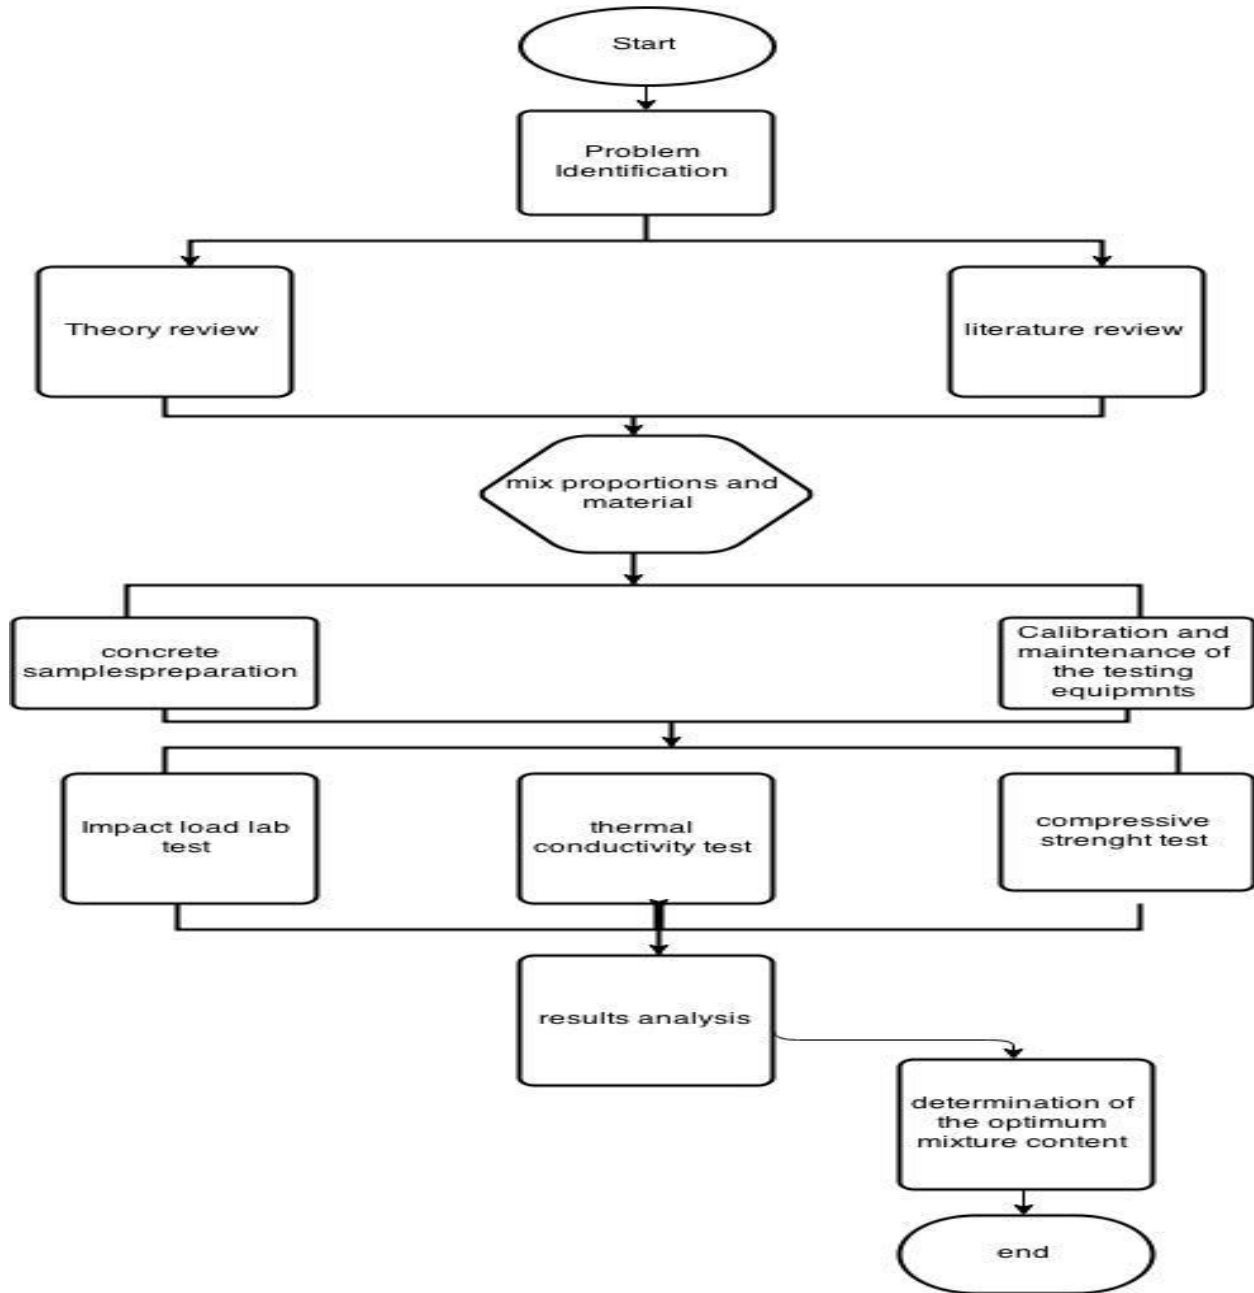 Start
Problem
Identification
Theory review
literature review
mix proportions and
material
concrete
samplespreparation
Calibration and
maintenance of
the testing
equipmnts
Impact load lab
test
thermal
conductivity test
compressive
strenght test
results analysis
determination of
the optimum
mixture content
end